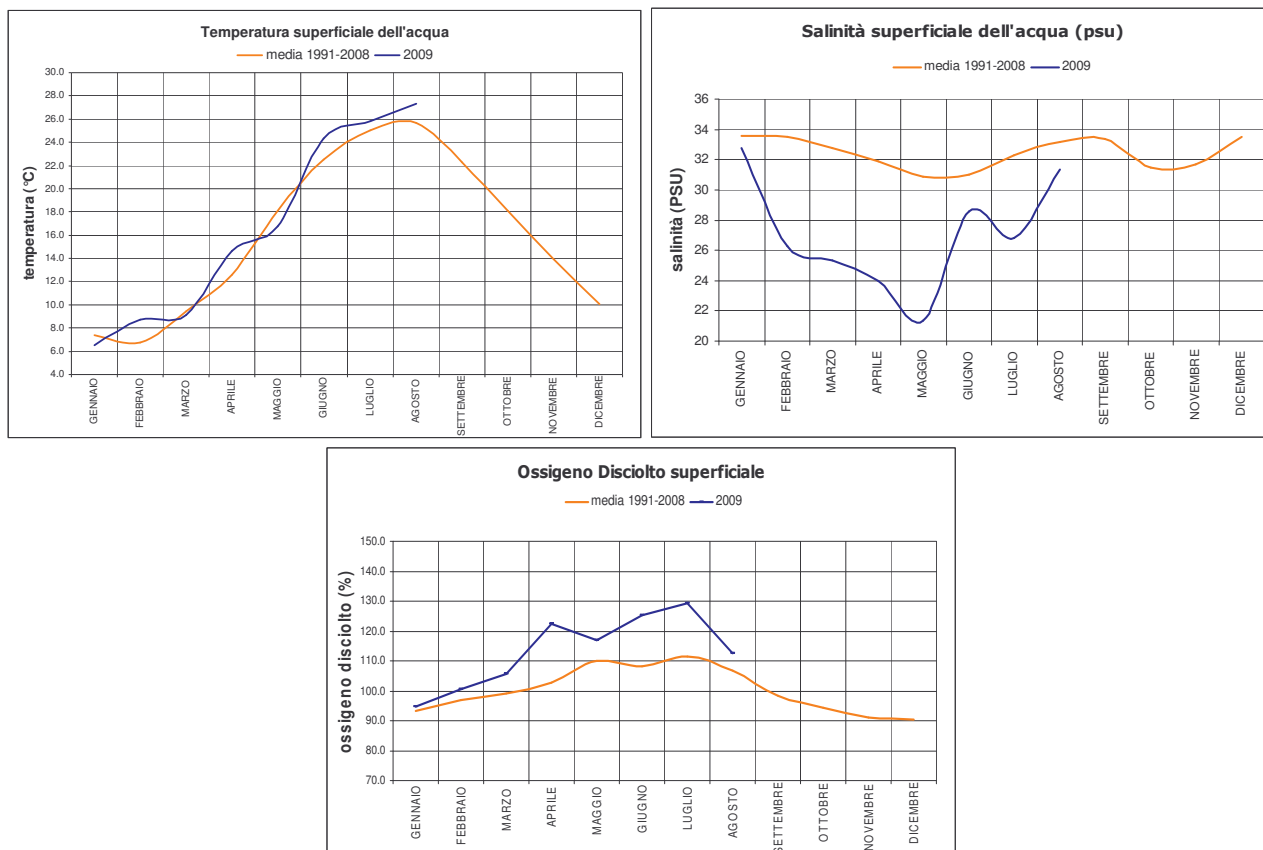 Temperatura superficiale dell'acqua
media 1991-2008 2009
30.0
28.0
26.0
24.0
22.0
20.0
18.0
16.0
14.0
12.0
10.0
8.0
6.0
4.0
temperatura (°C)
GENNAIO
FEBBRAIO
MARZO
APRILE
MAGGIO
GIUGNO
LUGLIO
AGOSTO
SETTEMBRE
OTTOBRE
NOVEMBRE
DICEMBRE
Salinità superficiale dell'acqua (psu)
media 1991-2008 2009
36
34
32
30
28
26
24
22
20
salinità (PSU)
GENNAIO
FEBBRAIO
MARZO
APRILE
MAGGIO
GIUGNO
LUGLIO
AGOSTO
SETTEMBRE
OTTOBRE
NOVEMBRE
DICEMBRE
Ossigeno Disciolto superficiale
media 1991-2008 2009
150.0
140.0
130.0
120.0
110.0
100.0
90.0
80.0
70.0
ossigeno disciolto (%)
GENNAIO
FEBBRAIO
MARZO
APRILE
MAGGIO
GIUGNO
LUGLIO
AGOSTO
SETTEMBRE
OTTOBRE
NOVEMBRE
DICEMBRE